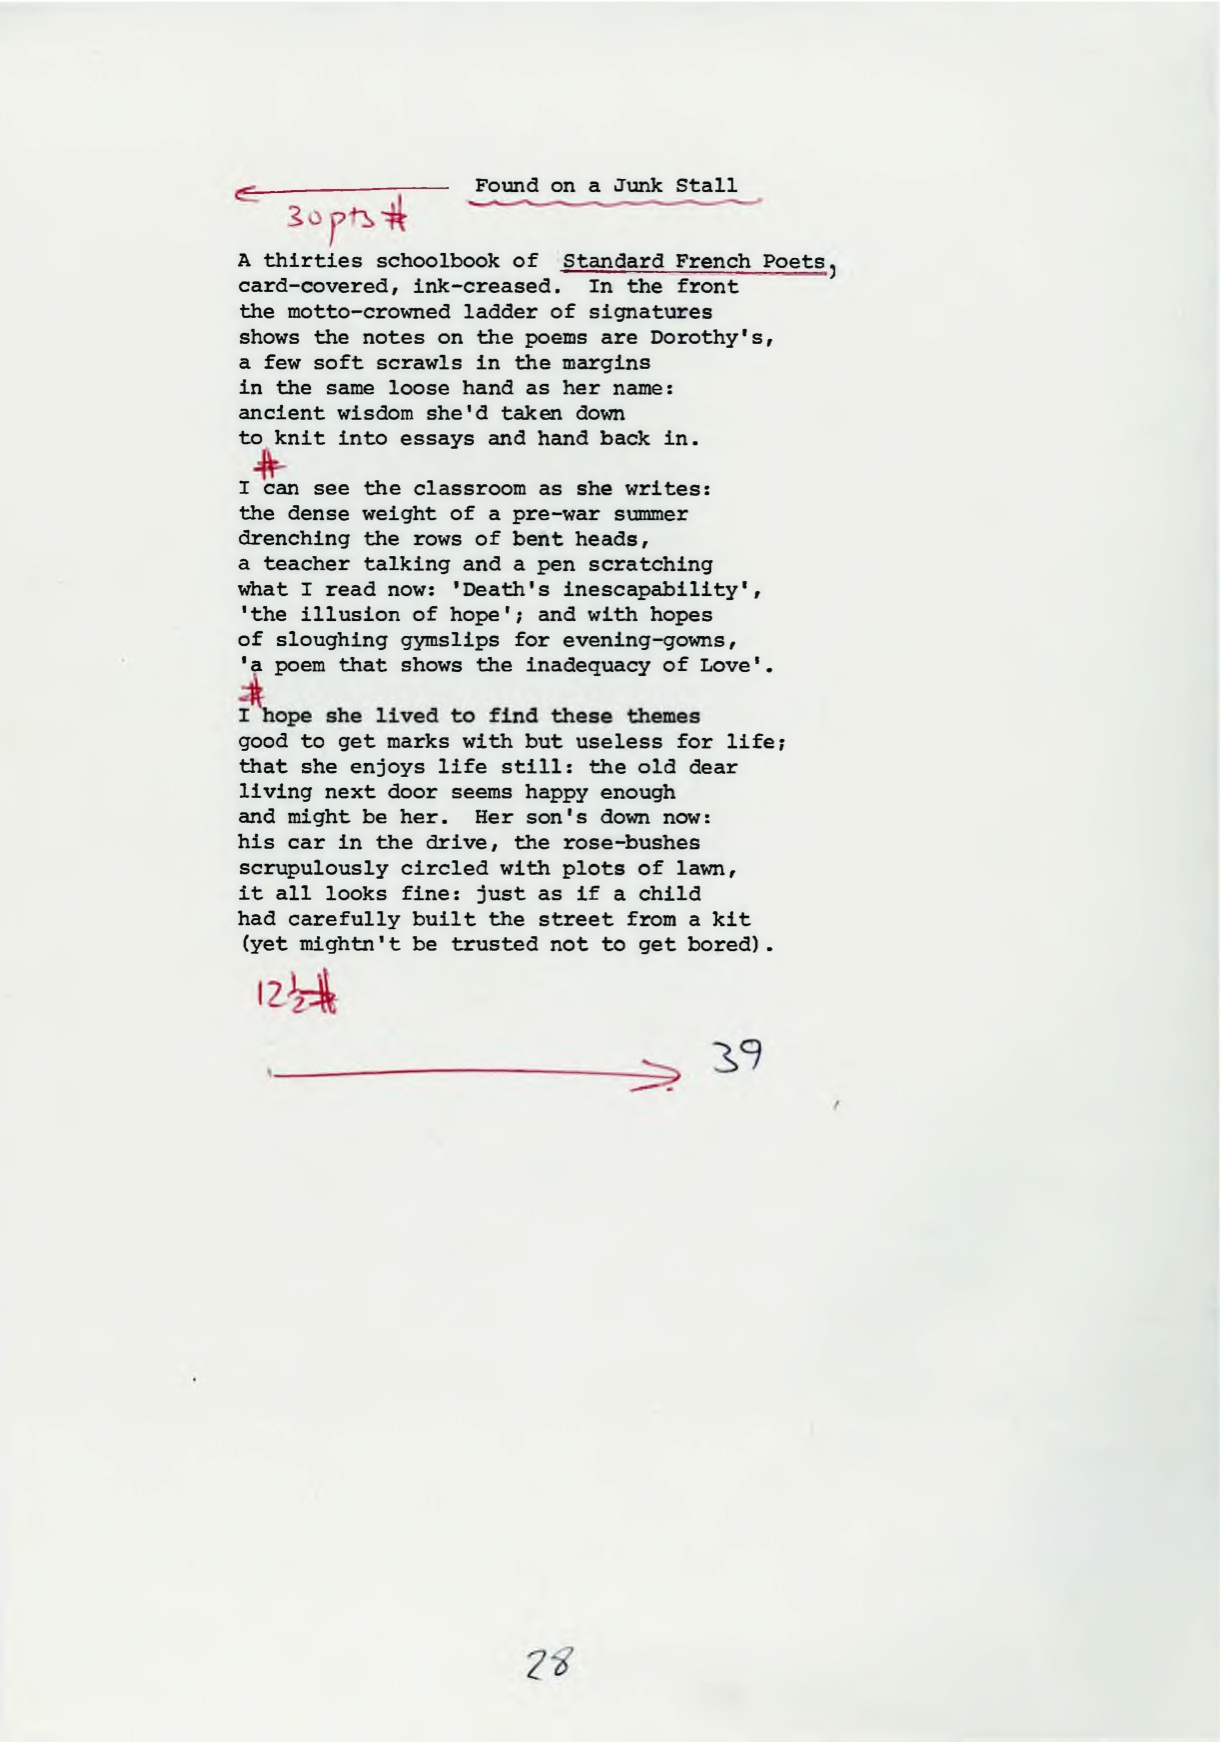 Found on a Junk Stall
30pts #
A thirties schoolbook of Standard French Poets,
card-covered, ink-creased. In the front
the motto-crowned ladder of signatures
shows the notes on the poems are Dorothy's,
a few soft scrawls in the margins
in the same loose hand as her name:
ancient wisdom she'd taken down
to knit into essays and hand back in.
#
I can see the classroom as she writes:
the dense weight of a pre-war summer
drenching the rows of bent heads,
a teacher talking and a pen scratching
what I read now: 'Death's inescapability',
'the illusion of hope'; and with hopes
of sloughing gymslips for evening-gowns,
'a poem that shows the inadequacy of Love'.
#
I hope she lived to find these themes
good to get marks with but useless for life;
that she enjoys life still: the old dear
living next door seems happy enough
and might be her. Her son's down now:
his car in the drive, the rose-bushes
scrupulously circled with plots of lawn,
it all looks fine: just as if a child
had carefully built the street from a kit
(yet mightn't be trusted not to get bored).
12½#
39
28